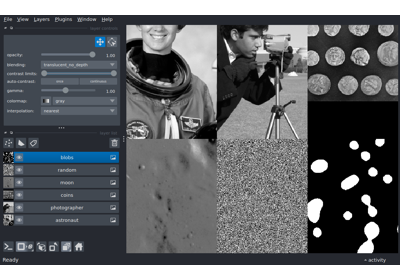 File View Layers Plugins Window Help
opacity: 1.00
blending: translucent_no_depth
contrast limits:
auto-contrast: once continuous
gamma: 1.00
colormap: gray
interpolation: nearest
blobs
random
moon
coins
photographer
astronaut
Ready activity